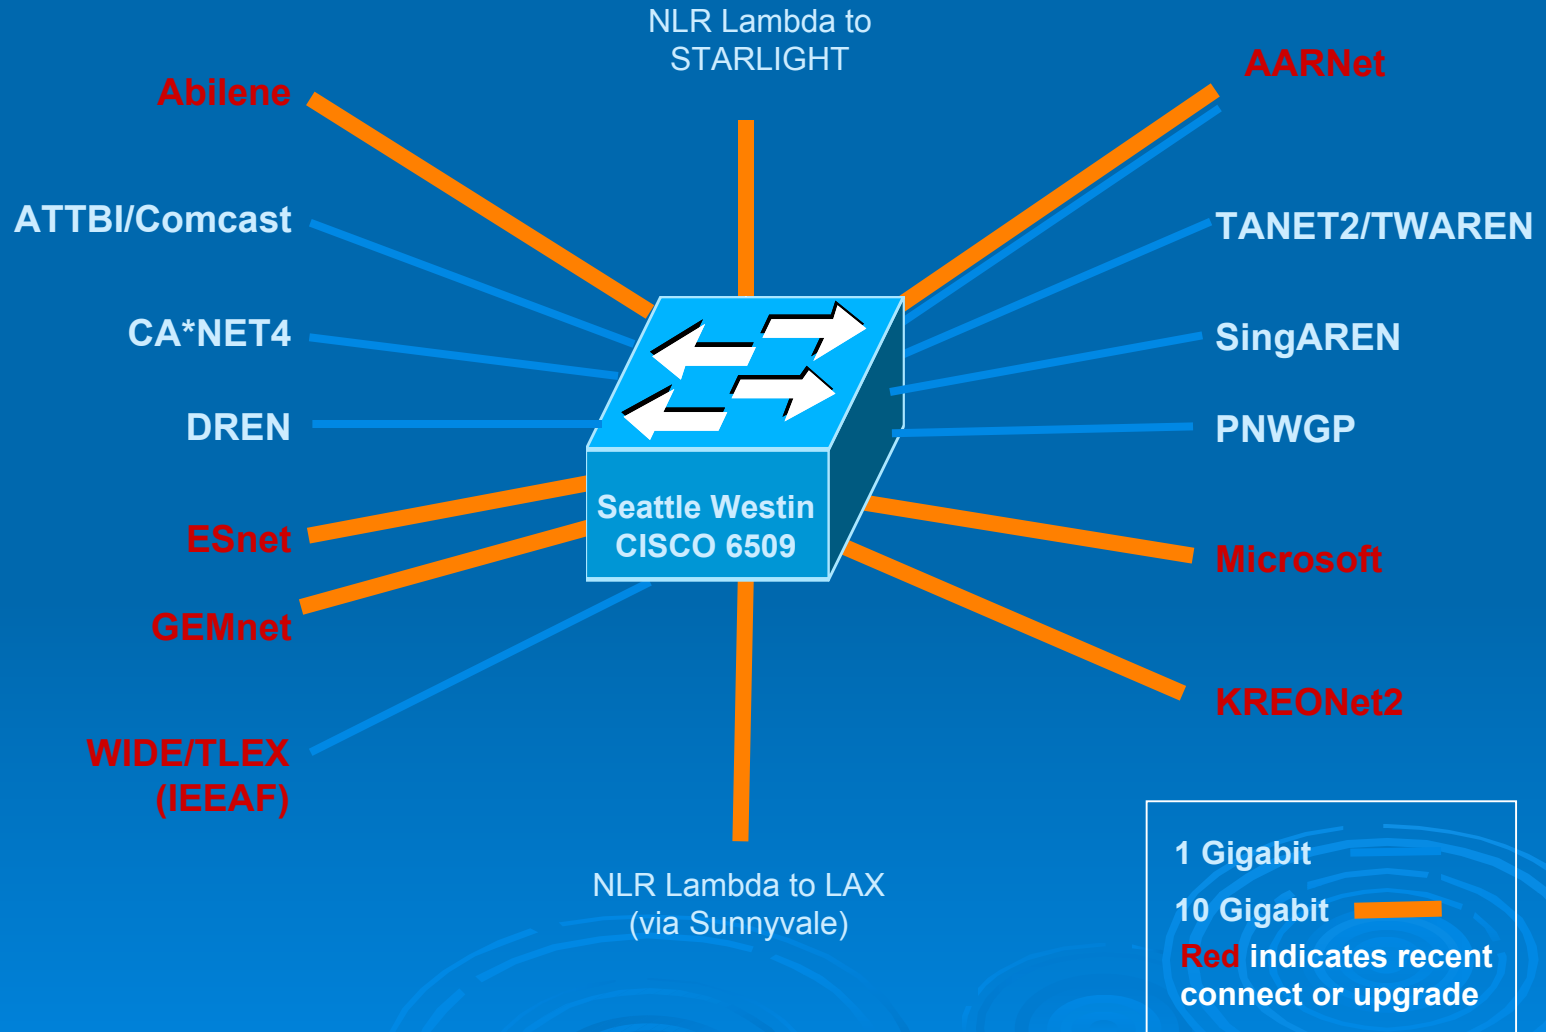 NLR Lambda to
STARLIGHT
Abilene
AARNet
ATTBI/Comcast
TANET2/TWAREN
CA*NET4
SingAREN
DREN
PNWGP
Seattle Westin
CISCO 6509
ESnet
Microsoft
GEMnet
KREONet2
WIDE/TLEX
(IEEAF)
NLR Lambda to LAX
(via Sunnyvale)
1 Gigabit
10 Gigabit
Red indicates recent
connect or upgrade